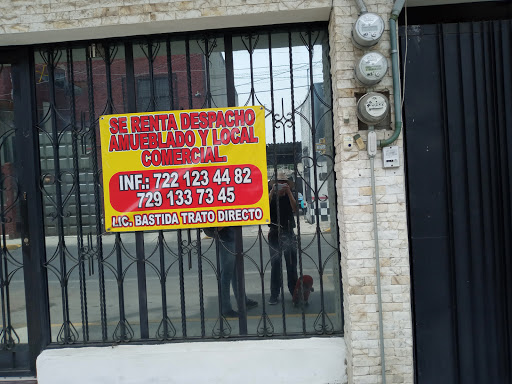 SE RENTA DESPACHO
AMUEBLADO Y LOCAL
COMERCIAL.
INF.: 722 123 44 82
729 133 73 45
LIC. BASTIDA TRATO DIRECTO